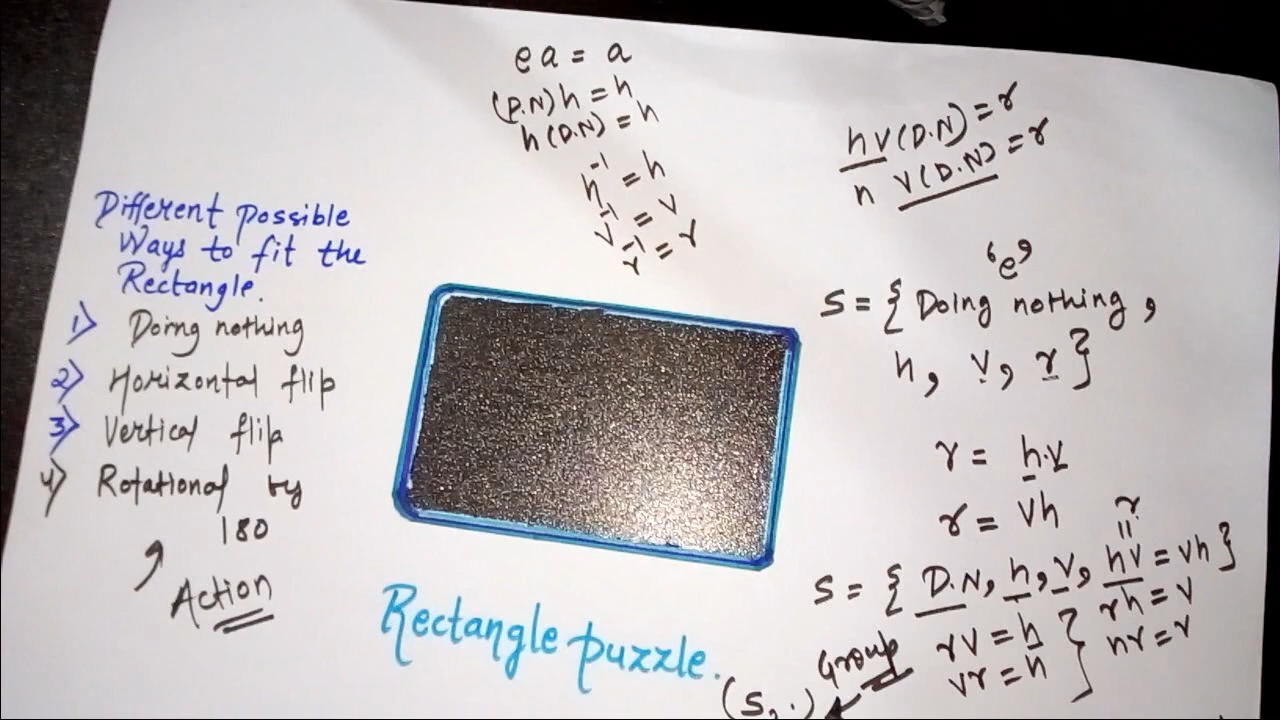 ea = a
(D.N)h = h
h(D.N) = h
h⁻¹ = h
v⁻¹ = v
r⁻¹ = r
hv(D.N) = r
h v(D.N) = r
Different possible
Ways to fit the
Rectangle.
1> Doing nothing
2> Horizontal flip
3> Vertical flip
4> Rotational by
180
Action
Rectangle puzzle.
'e'
S = { Doing nothing,
h, v, r }
r = h.v
r = vh
r
=
S = { D.N, h, v, hv = vh }
rv = h
vr = h }
rh = v
hr = v
Group
(S, .)